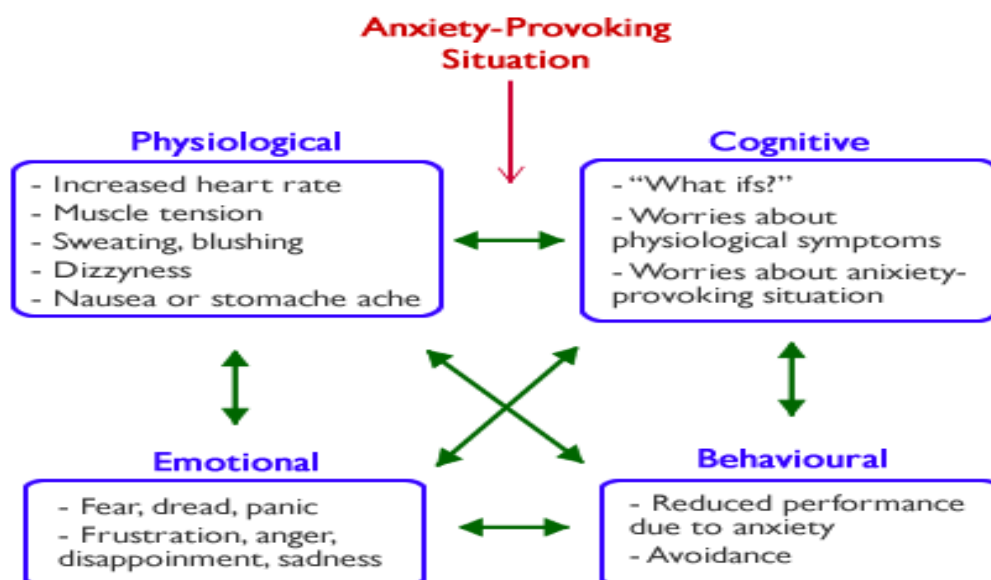 Anxiety-Provoking
Situation
Physiological
- Increased heart rate
- Muscle tension
- Sweating, blushing
- Dizzyness
- Nausea or stomache ache
Cognitive
- “What ifs?”
- Worries about
physiological symptoms
- Worries about anixiety-
provoking situation
Emotional
- Fear, dread, panic
- Frustration, anger,
disappoinment, sadness
Behavioural
- Reduced performance
due to anxiety
- Avoidance